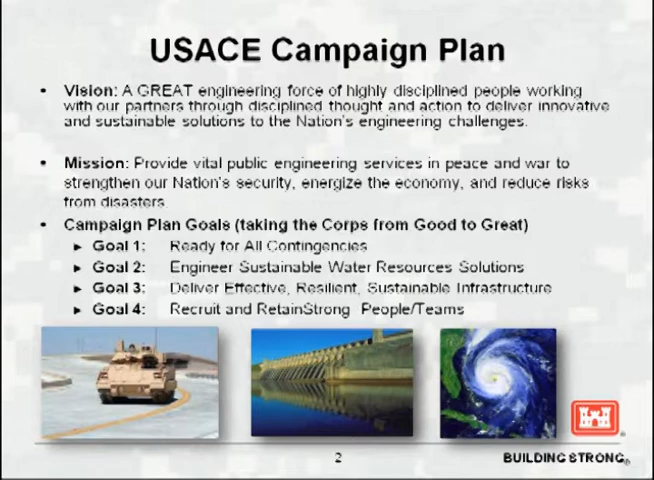 USACE Campaign Plan
• Vision: A GREAT engineering force of highly disciplined people working
with our partners through disciplined thought and action to deliver innovative
and sustainable solutions to the Nation's engineering challenges.
• Mission: Provide vital public engineering services in peace and war to
strengthen our Nation's security, energize the economy, and reduce risks
from disasters
• Campaign Plan Goals (taking the Corps from Good to Great)
► Goal 1: Ready for All Contingencies
► Goal 2: Engineer Sustainable Water Resources Solutions
► Goal 3: Deliver Effective, Resilient, Sustainable Infrastructure
► Goal 4: Recruit and RetainStrong People/Teams
2
BUILDING STRONG®